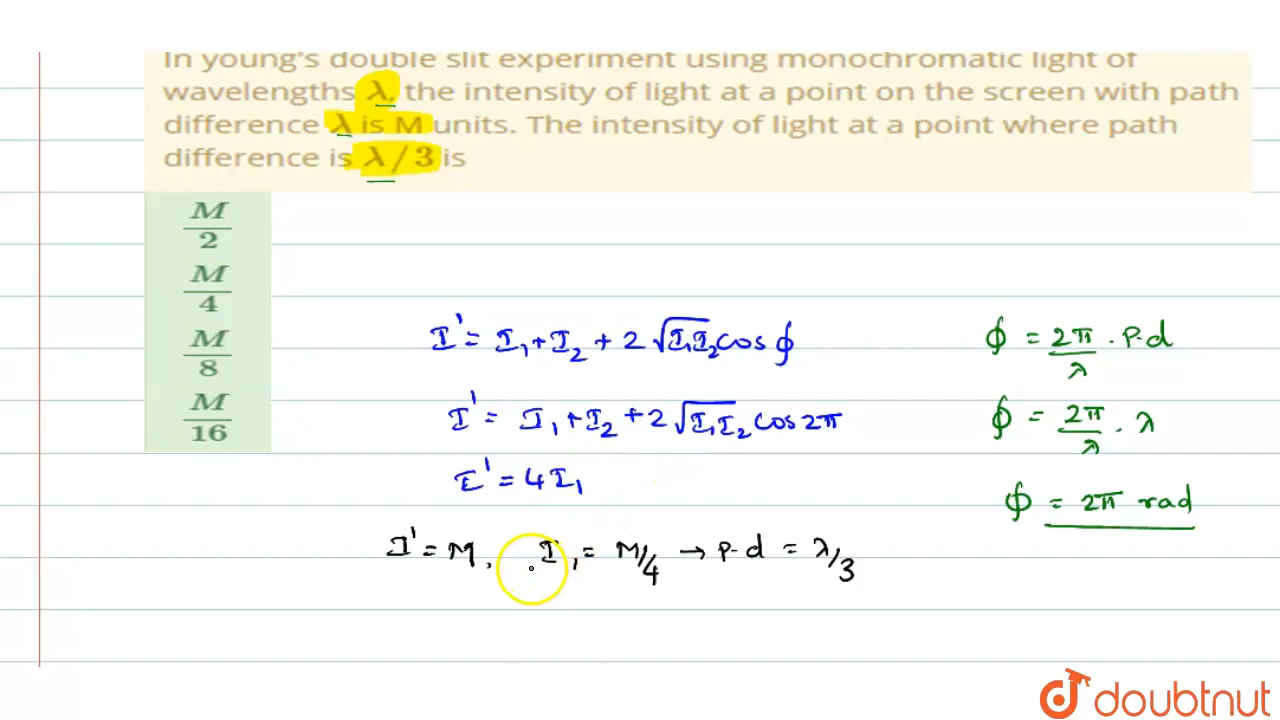 In young's double slit experiment using monochromatic light of
wavelengths λ, the intensity of light at a point on the screen with path
difference λ is M units. The intensity of light at a point where path
difference is λ/3 is
M/2
M/4
M/8
M/16
I' = I₁ + I₂ + 2√I₁I₂ cos ϕ
ϕ = 2π/λ . P-d
I' = I₁ + I₂ + 2√I₁I₂ cos 2π
ϕ = 2π/λ . λ
I' = 4I₁
ϕ = 2π rad
I' = M, I₁ = M/4 → P-d = λ/3
doubtnut